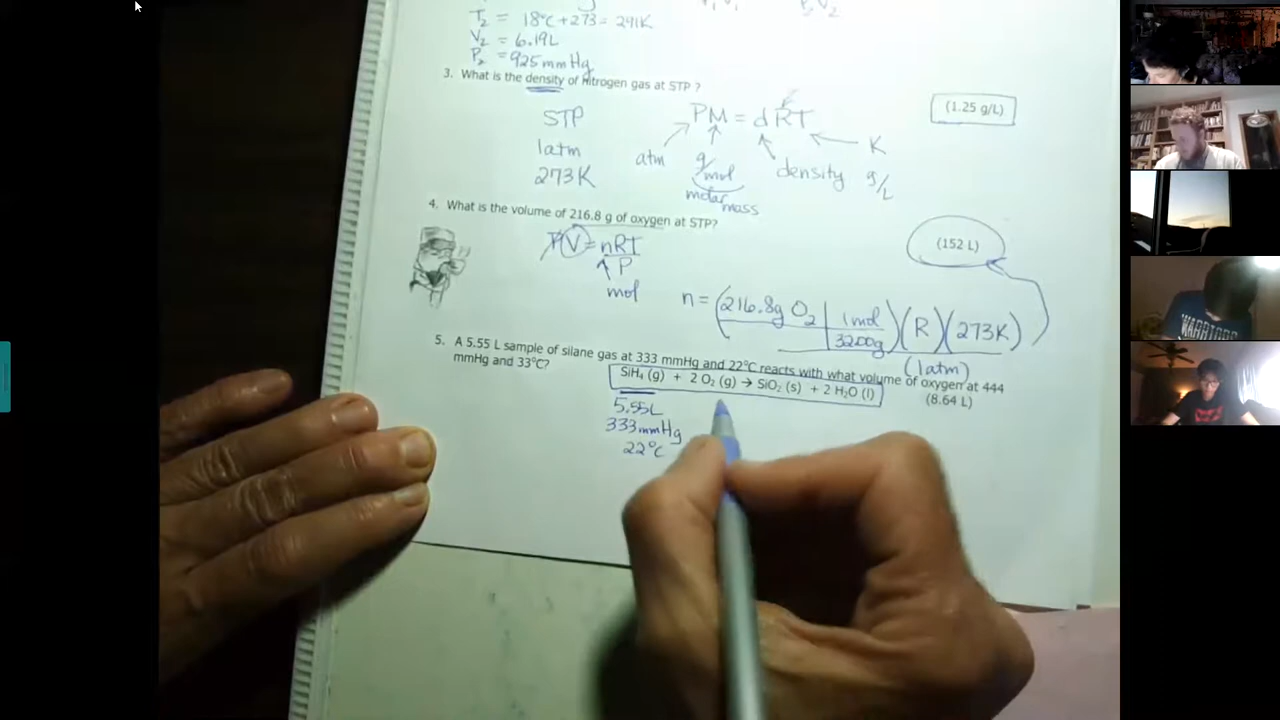 T₂ = 18°C + 273 = 291K
V₂ = 6.19L
P₂ = 925mmHg
3. What is the density of nitrogen gas at STP ?
(1.25 g/L)
STP
1atm
273K
PM = dRT
atm
g/mol
molar mass
density g/L
K
4. What is the volume of 216.8 g of oxygen at STP?
(152 L)
PV = nRT
P
mol
n = (216.8g O₂ | 1mol
32.00g) (R) (273K)
(1atm)
5. A 5.55 L sample of silane gas at 333 mmHg and 22°C reacts with what volume of oxygen at 444
mmHg and 33°C?
(8.64 L)
SiH₄ (g) + 2 O₂ (g) → SiO₂ (s) + 2 H₂O (l)
5.55L
333mmHg
22°C
WARRIORS